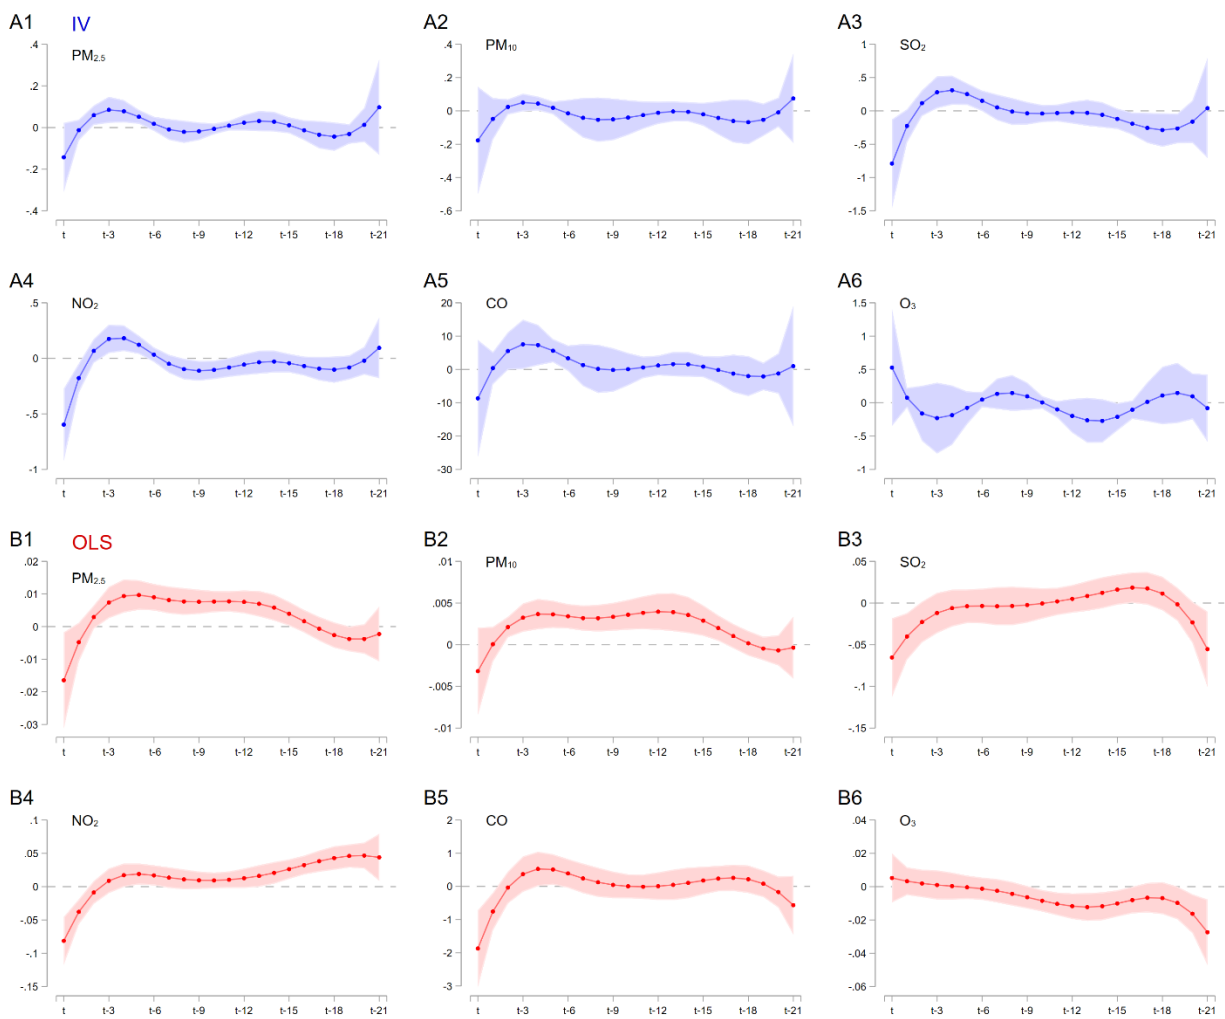 A1 IV A2 A3
PM₂.₅ PM₁₀ SO₂
.4 .4 1
.2 .2 .5
0 0 0
-.2 -.2 -.5
-.4 -.4 -1
-.6 -1.5
t t-3 t-6 t-9 t-12 t-15 t-18 t-21 t t-3 t-6 t-9 t-12 t-15 t-18 t-21 t t-3 t-6 t-9 t-12 t-15 t-18 t-21
A4 A5 A6
NO₂ CO O₃
.5 20 1.5
10 1
0 0 .5
-10 0
-.5 -20 -.5
-1 -30 -1
t t-3 t-6 t-9 t-12 t-15 t-18 t-21 t t-3 t-6 t-9 t-12 t-15 t-18 t-21 t t-3 t-6 t-9 t-12 t-15 t-18 t-21
B1 OLS B2 B3
PM₂.₅ PM₁₀ SO₂
.02 .01 .05
.01 .005 0
0 0 -.05
-.01 -.005 -.1
-.02 -.01 -.15
-.03
t t-3 t-6 t-9 t-12 t-15 t-18 t-21 t t-3 t-6 t-9 t-12 t-15 t-18 t-21 t t-3 t-6 t-9 t-12 t-15 t-18 t-21
B4 B5 B6
NO₂ CO O₃
.1 2 .04
.05 1 .02
0 0 0
-.05 -1 -.02
-.1 -2 -.04
-.15 -3 -.06
t t-3 t-6 t-9 t-12 t-15 t-18 t-21 t t-3 t-6 t-9 t-12 t-15 t-18 t-21 t t-3 t-6 t-9 t-12 t-15 t-18 t-21